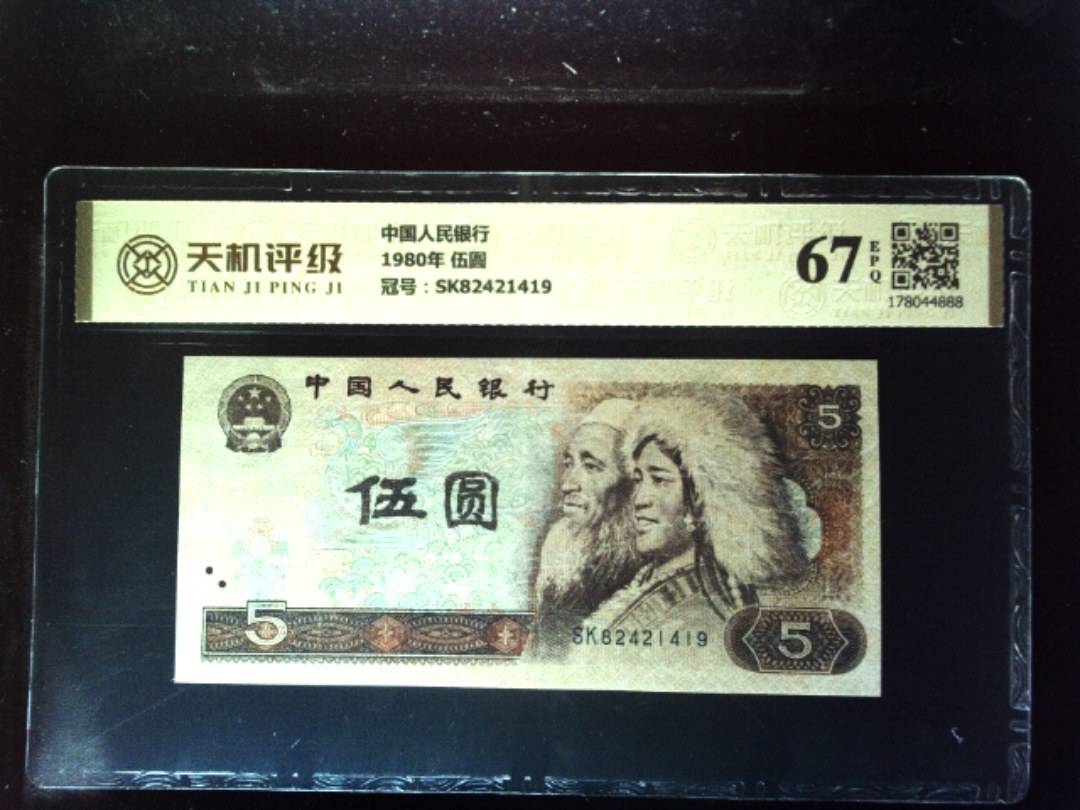 天机评级
TIAN JI PING JI
中国人民银行
1980年 伍圆
冠号：SK82421419
67
EPQ
178044888
中国人民银行
5
伍圆
5
SK82421419
5